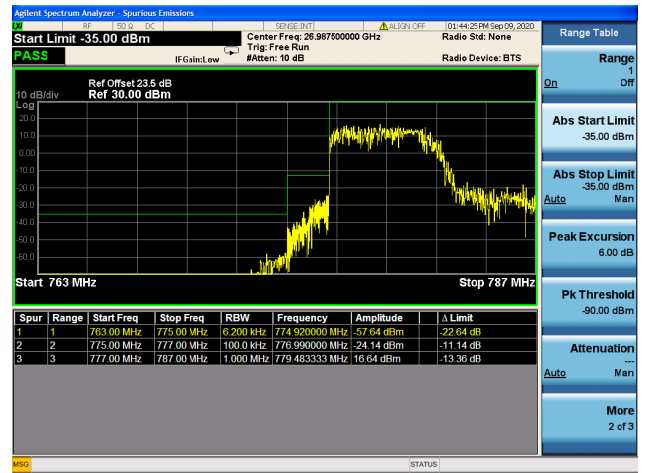 Agilent Spectrum Analyzer - Spurious Emissions
RF 50 Ω DC SENSE:INT ALIGN OFF 01:44:25PM Sep 09, 2020
Start Limit -35.00 dBm
Center Freq: 26.987500000 GHz
Radio Std: None
Trig: Free Run
PASS
IFGain:Low
#Atten: 10 dB
Radio Device: BTS
Ref Offset 23.5 dB
10 dB/div Ref 30.00 dBm
Log
20.0
10.0
0.00
-10.0
-20.0
-30.0
-40.0
-50.0
-60.0
Start 763 MHz
Stop 787 MHz
Spur Range Start Freq Stop Freq RBW Frequency Amplitude Δ Limit
1 1 763.00 MHz 775.00 MHz 6.200 kHz 774.920000 MHz -57.64 dBm -22.64 dB
2 2 775.00 MHz 777.00 MHz 100.0 kHz 776.990000 MHz -24.14 dBm -11.14 dB
3 3 777.00 MHz 787.00 MHz 1.000 MHz 779.483333 MHz 16.64 dBm -13.36 dB
MSG
STATUS
Range Table
Range
1
On Off
Abs Start Limit
-35.00 dBm
Abs Stop Limit
-35.00 dBm
Auto Man
Peak Excursion
6.00 dB
Pk Threshold
-90.00 dBm
Attenuation
---
Auto Man
More
2 of 3